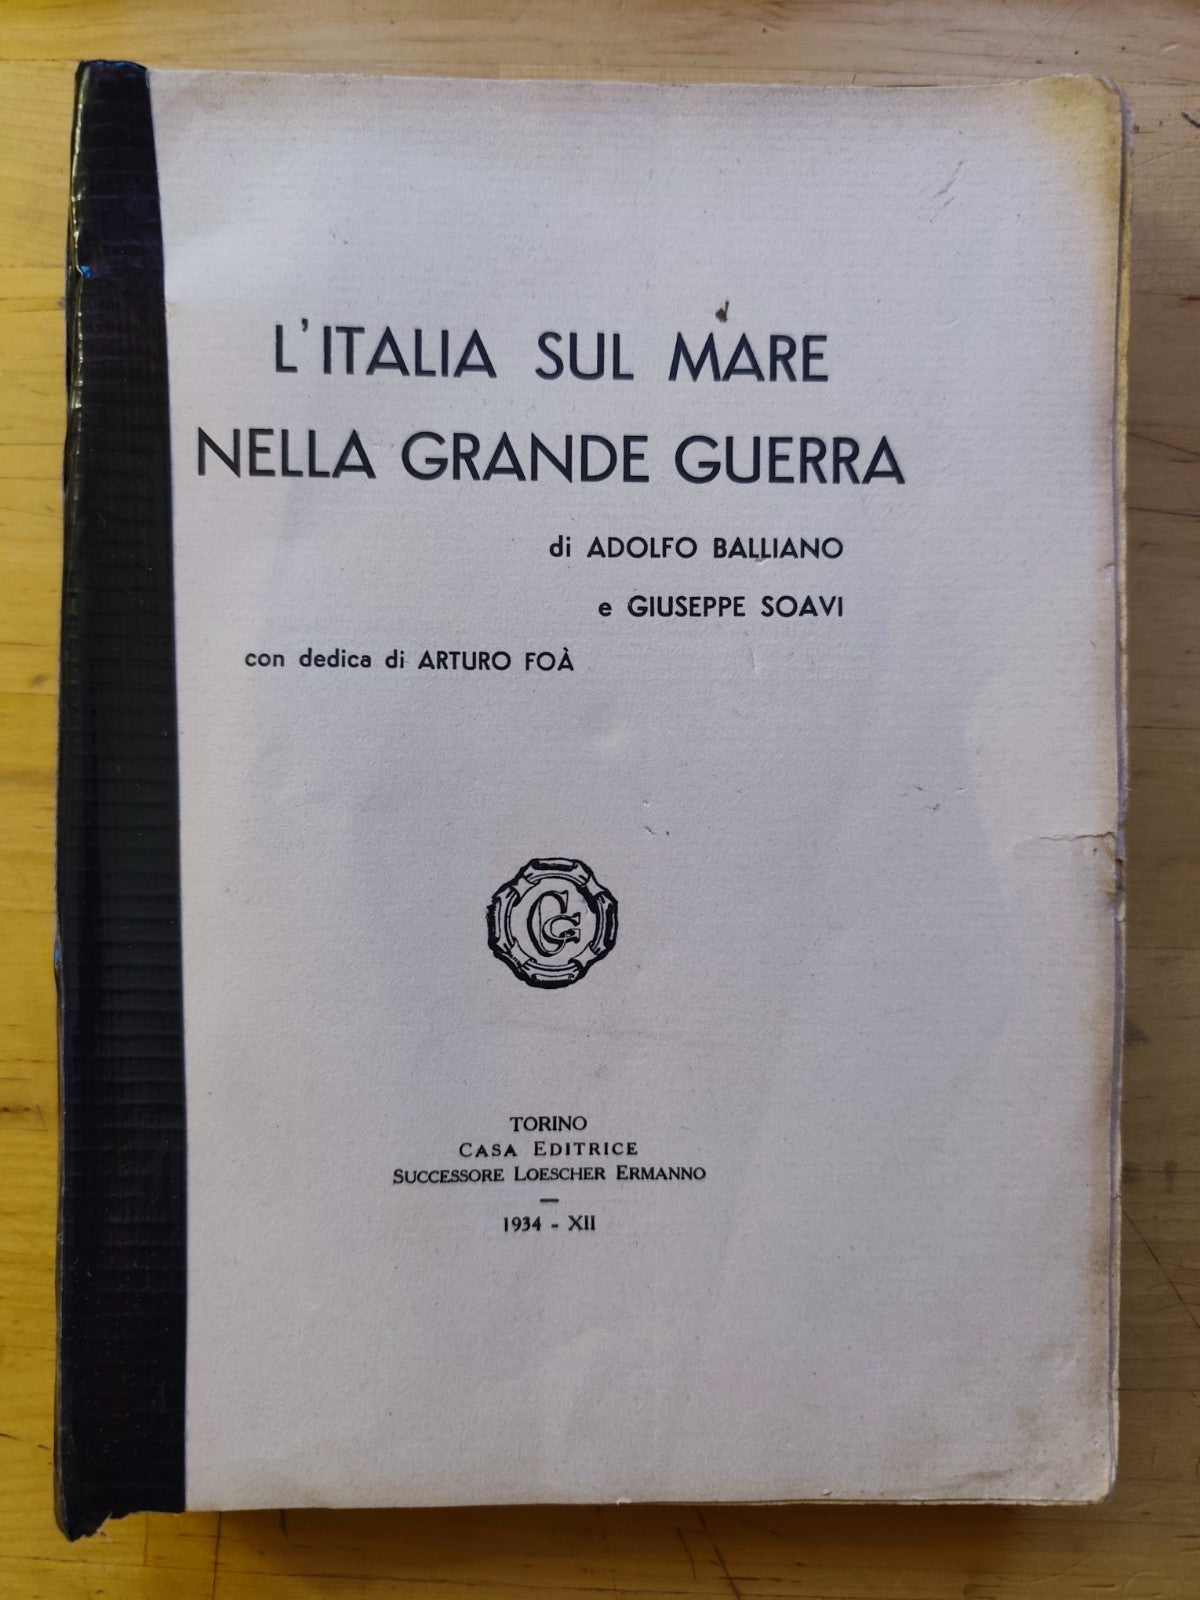 L'ITALIA SUL MARE
NELLA GRANDE GUERRA
di ADOLFO BALLIANO
e GIUSEPPE SOAVI
con dedica di ARTURO FOÀ
TORINO
CASA EDITRICE
SUCCESSORE LOESCHER ERMANNO
1934 - XII